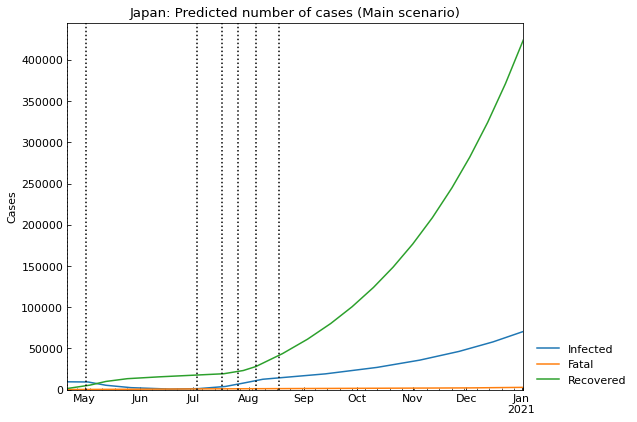 Japan: Predicted number of cases (Main scenario)
Cases
400000
350000
300000
250000
200000
150000
100000
50000
0
May Jun Jul Aug Sep Oct Nov Dec Jan
2021
Infected
Fatal
Recovered